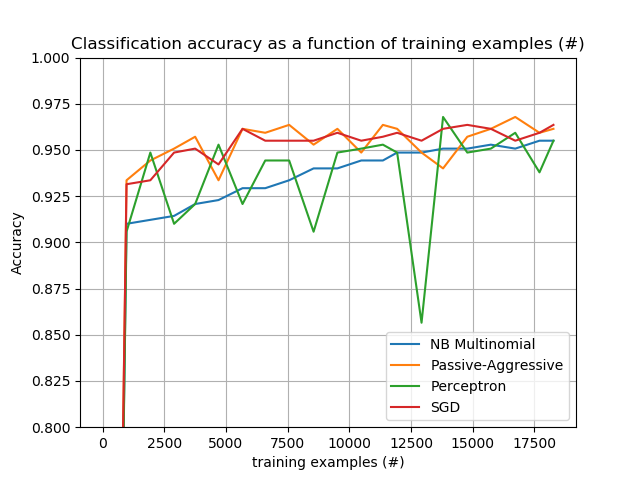 Classification accuracy as a function of training examples (#)
1.000
0.975
0.950
0.925
0.900
0.875
0.850
0.825
0.800
Accuracy
NB Multinomial
Passive-Aggressive
Perceptron
SGD
0 2500 5000 7500 10000 12500 15000 17500
training examples (#)